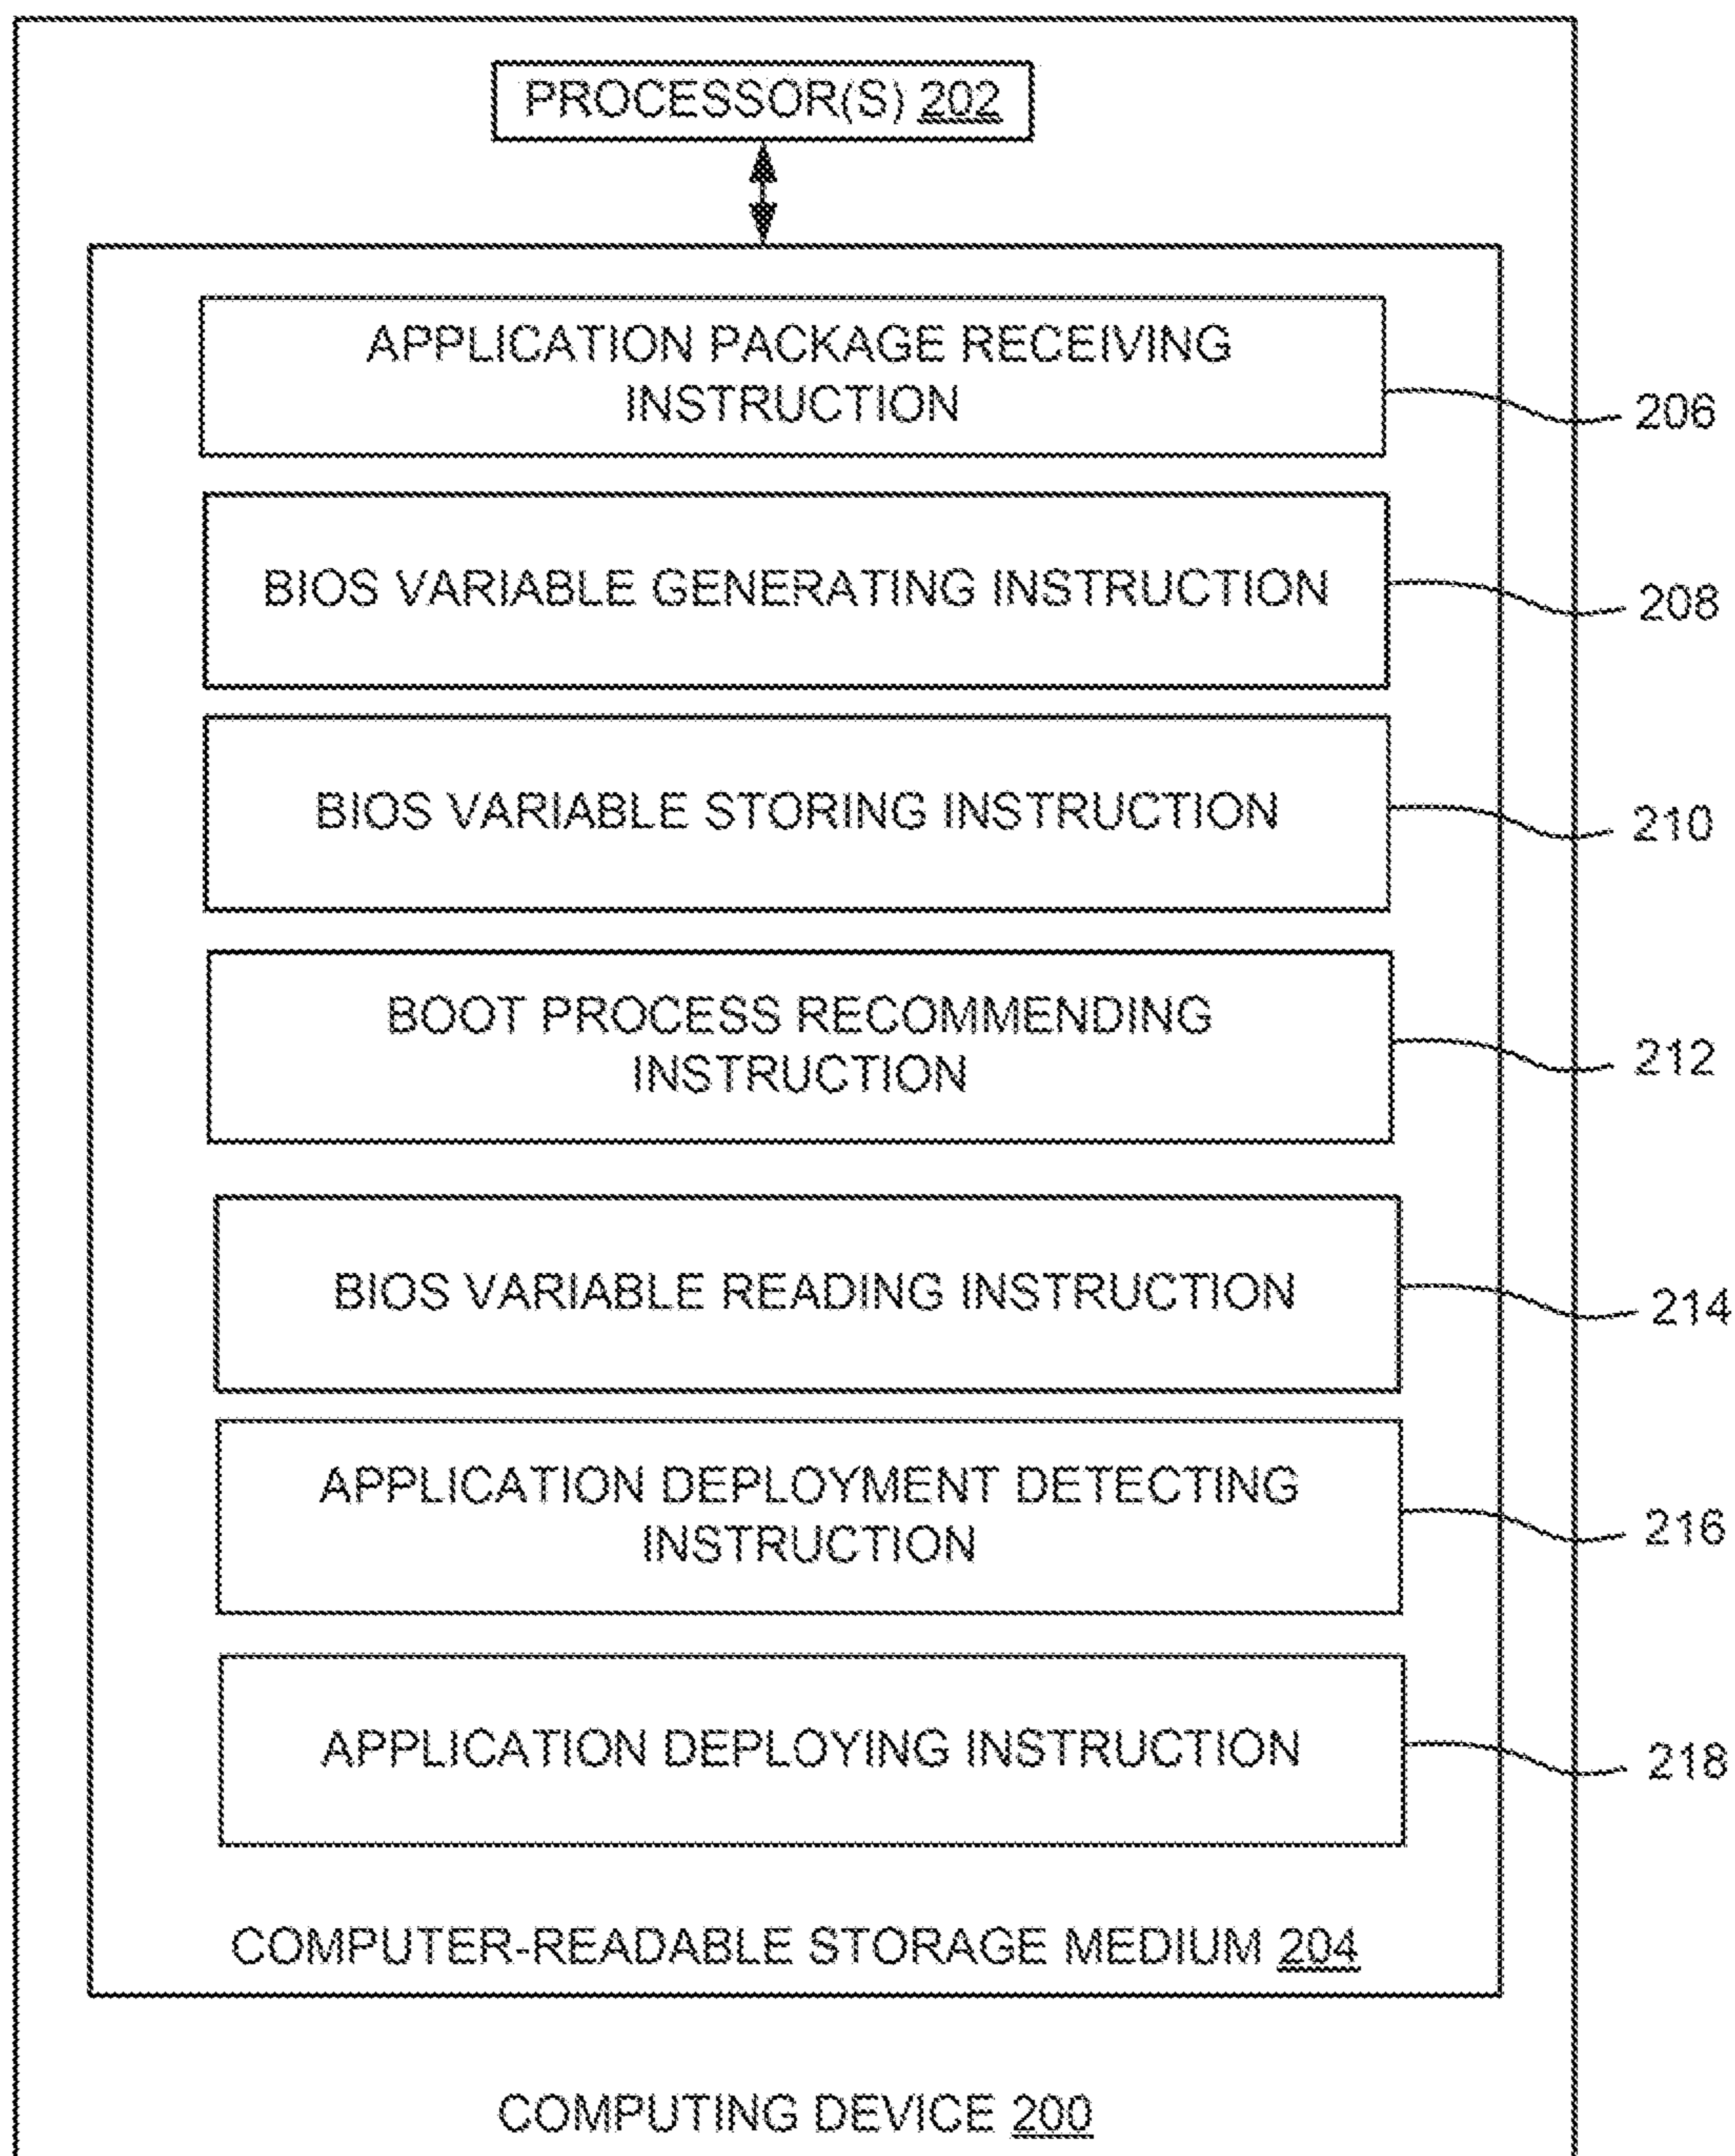 PROCESSOR(S) 202
APPLICATION PACKAGE RECEIVING
INSTRUCTION
206
BIOS VARIABLE GENERATING INSTRUCTION
208
BIOS VARIABLE STORING INSTRUCTION
210
BOOT PROCESS RECOMMENDING
INSTRUCTION
212
BIOS VARIABLE READING INSTRUCTION
214
APPLICATION DEPLOYMENT DETECTING
INSTRUCTION
216
APPLICATION DEPLOYING INSTRUCTION
218
COMPUTER-READABLE STORAGE MEDIUM 204
COMPUTING DEVICE 200